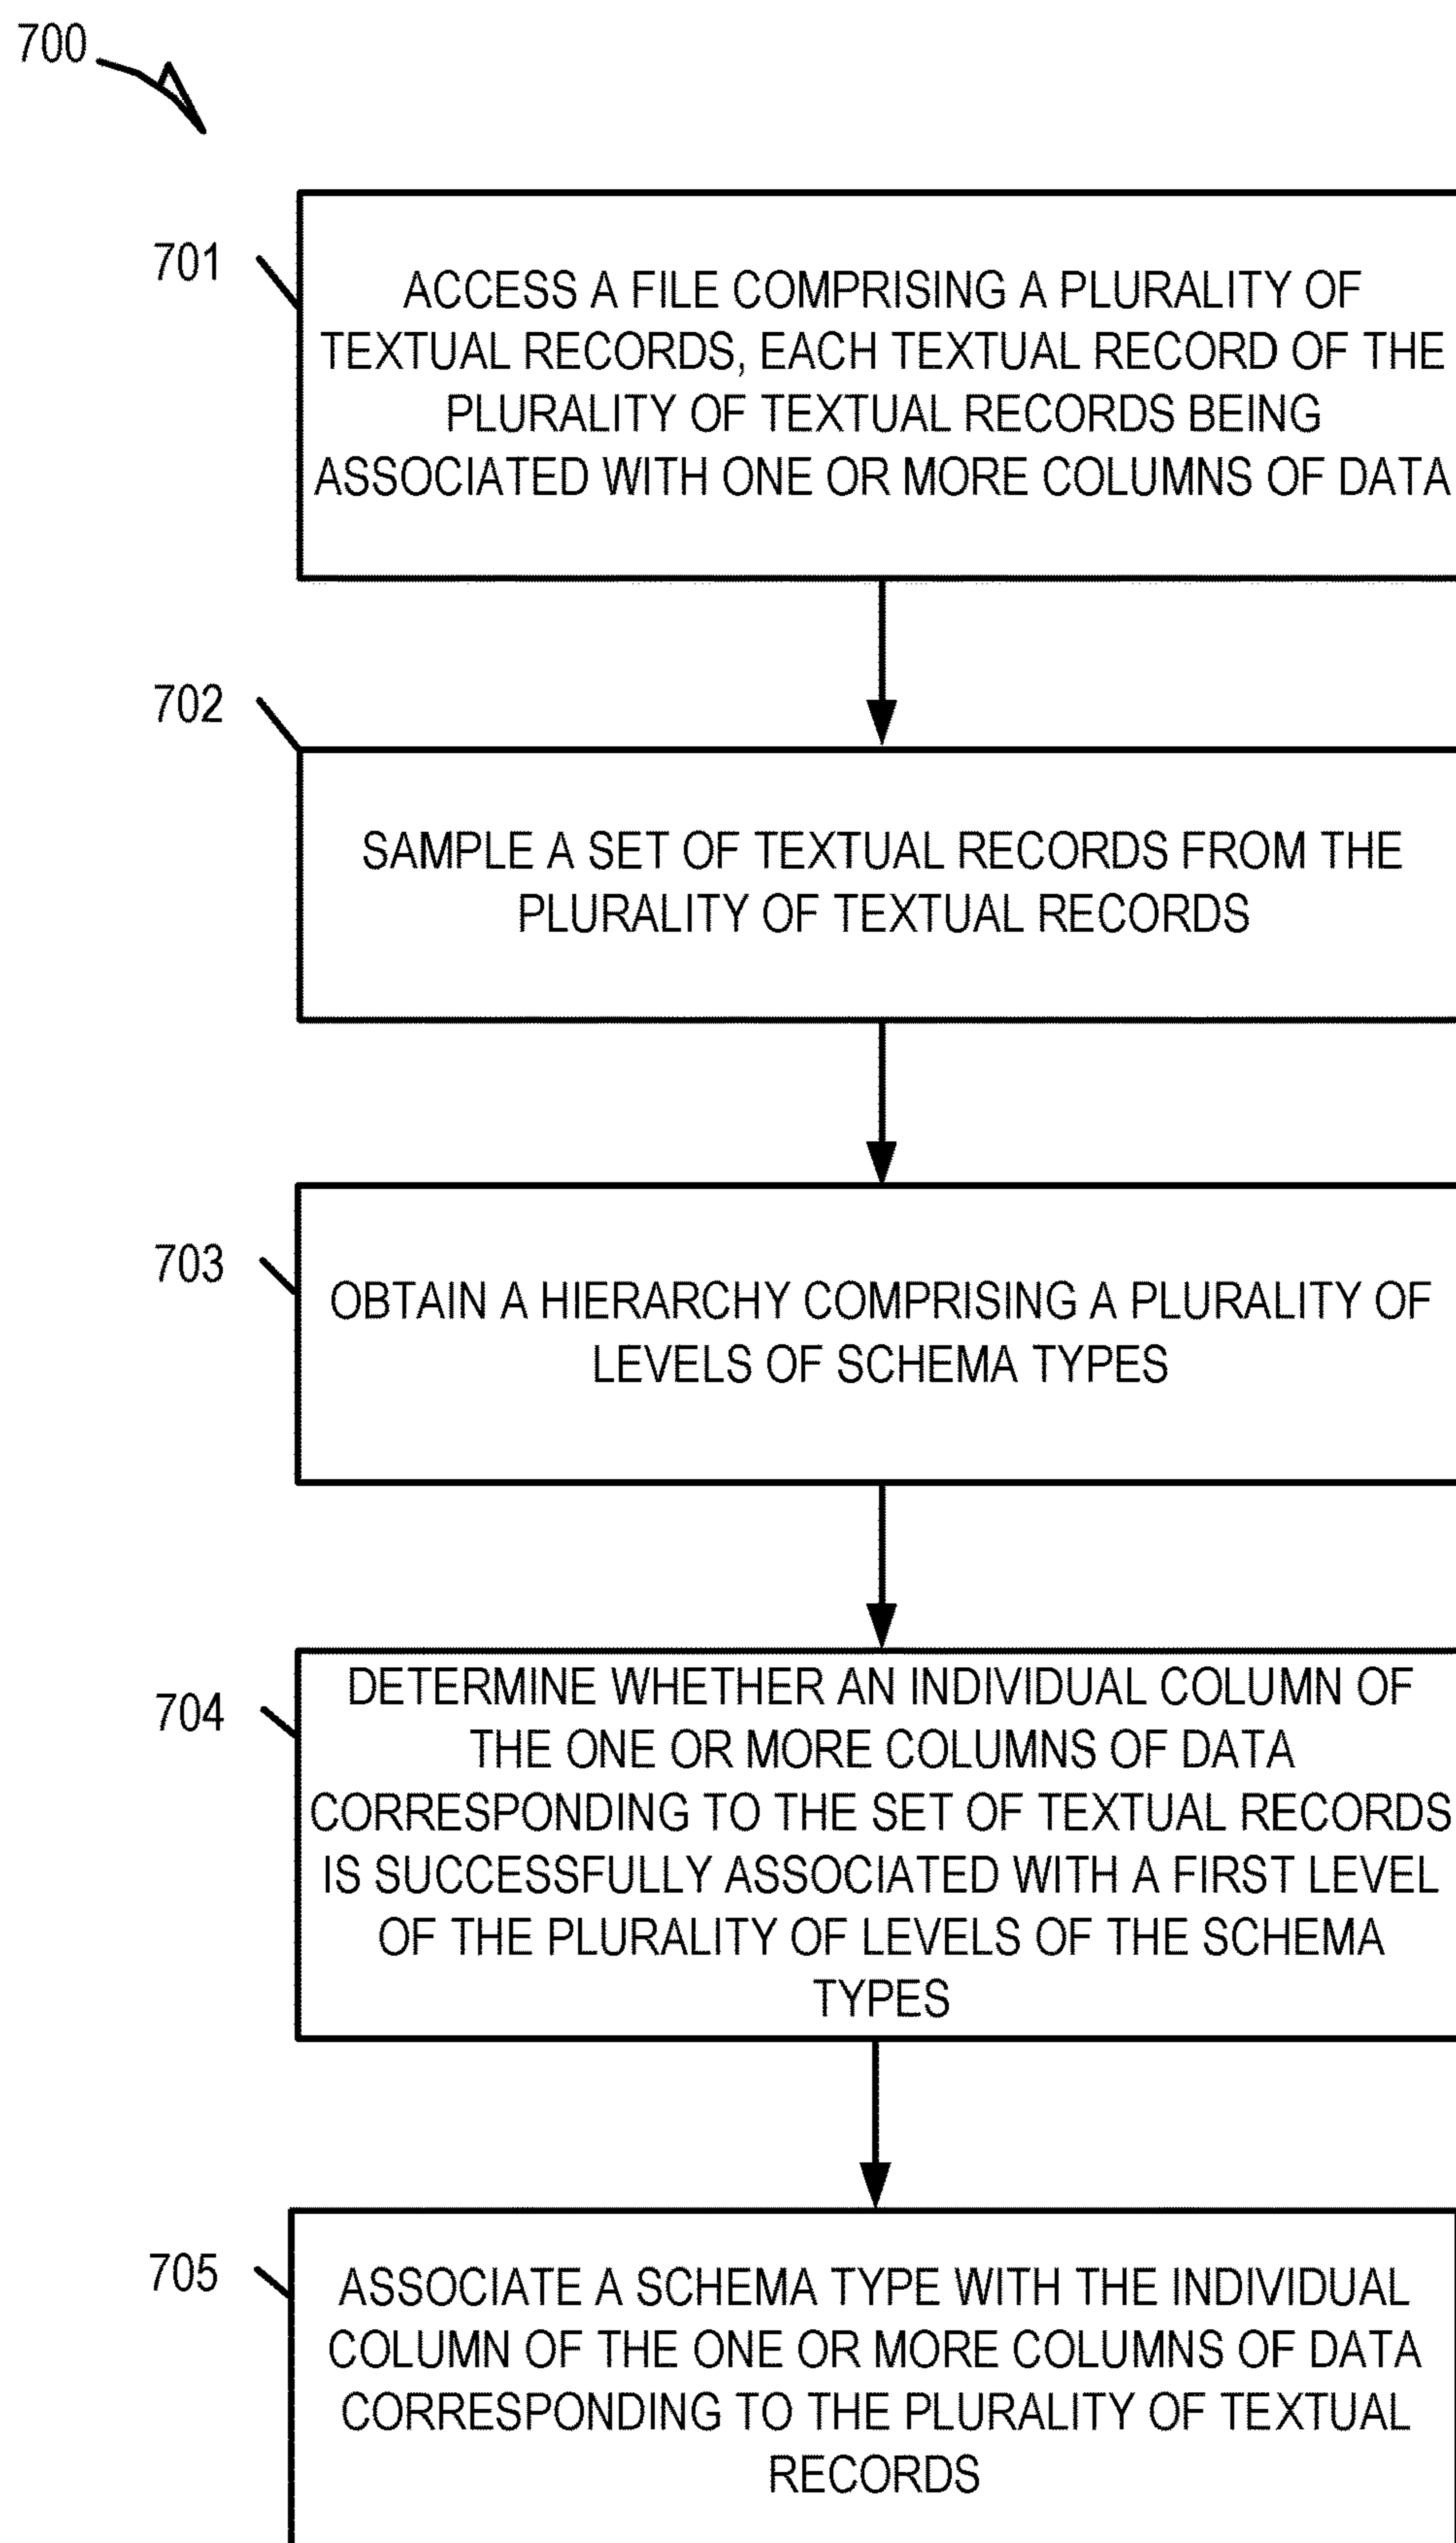 700
701
ACCESS A FILE COMPRISING A PLURALITY OF
TEXTUAL RECORDS, EACH TEXTUAL RECORD OF THE
PLURALITY OF TEXTUAL RECORDS BEING
ASSOCIATED WITH ONE OR MORE COLUMNS OF DATA
702
SAMPLE A SET OF TEXTUAL RECORDS FROM THE
PLURALITY OF TEXTUAL RECORDS
703
OBTAIN A HIERARCHY COMPRISING A PLURALITY OF
LEVELS OF SCHEMA TYPES
704
DETERMINE WHETHER AN INDIVIDUAL COLUMN OF
THE ONE OR MORE COLUMNS OF DATA
CORRESPONDING TO THE SET OF TEXTUAL RECORDS
IS SUCCESSFULLY ASSOCIATED WITH A FIRST LEVEL
OF THE PLURALITY OF LEVELS OF THE SCHEMA
TYPES
705
ASSOCIATE A SCHEMA TYPE WITH THE INDIVIDUAL
COLUMN OF THE ONE OR MORE COLUMNS OF DATA
CORRESPONDING TO THE PLURALITY OF TEXTUAL
RECORDS